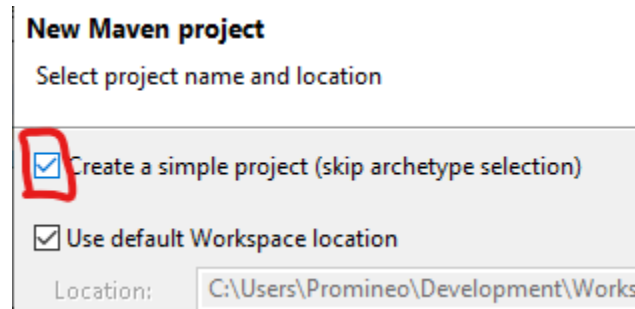 New Maven project
Select project name and location
Create a simple project (skip archetype selection)
Use default Workspace location
Location: C:\Users\Promineo\Development\Works